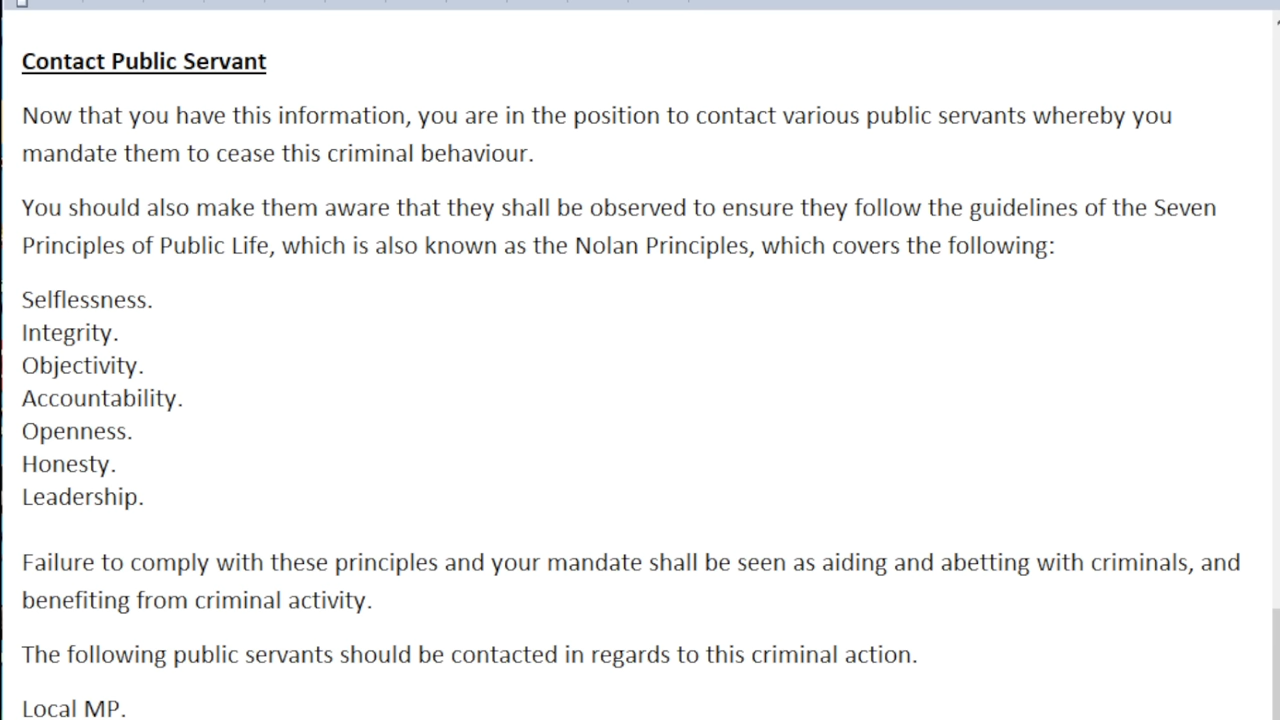 Contact Public Servant
Now that you have this information, you are in the position to contact various public servants whereby you
mandate them to cease this criminal behaviour.
You should also make them aware that they shall be observed to ensure they follow the guidelines of the Seven
Principles of Public Life, which is also known as the Nolan Principles, which covers the following:
Selflessness.
Integrity.
Objectivity.
Accountability.
Openness.
Honesty.
Leadership.
Failure to comply with these principles and your mandate shall be seen as aiding and abetting with criminals, and
benefiting from criminal activity.
The following public servants should be contacted in regards to this criminal action.
Local MP.